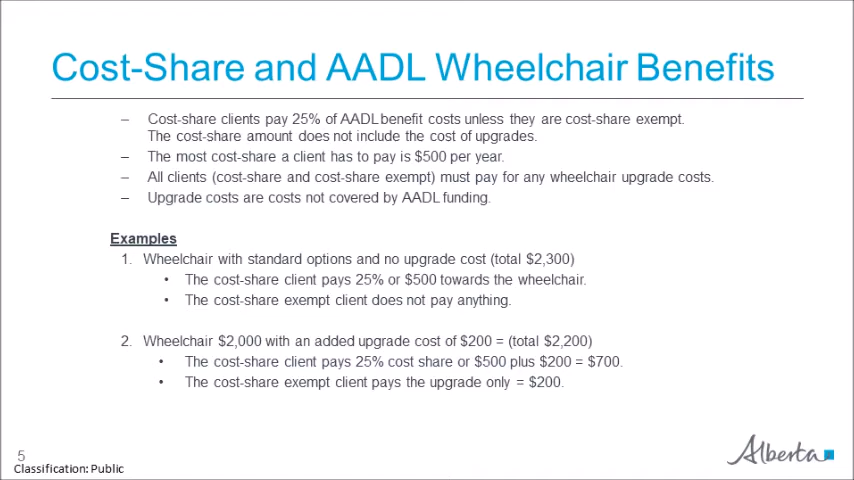 Cost-Share and AADL Wheelchair Benefits
– Cost-share clients pay 25% of AADL benefit costs unless they are cost-share exempt.
The cost-share amount does not include the cost of upgrades.
– The most cost-share a client has to pay is $500 per year.
– All clients (cost-share and cost-share exempt) must pay for any wheelchair upgrade costs.
– Upgrade costs are costs not covered by AADL funding.
Examples
1. Wheelchair with standard options and no upgrade cost (total $2,300)
• The cost-share client pays 25% or $500 towards the wheelchair.
• The cost-share exempt client does not pay anything.
2. Wheelchair $2,000 with an added upgrade cost of $200 = (total $2,200)
• The cost-share client pays 25% cost share or $500 plus $200 = $700.
• The cost-share exempt client pays the upgrade only = $200.
5
Classification: Public
Alberta